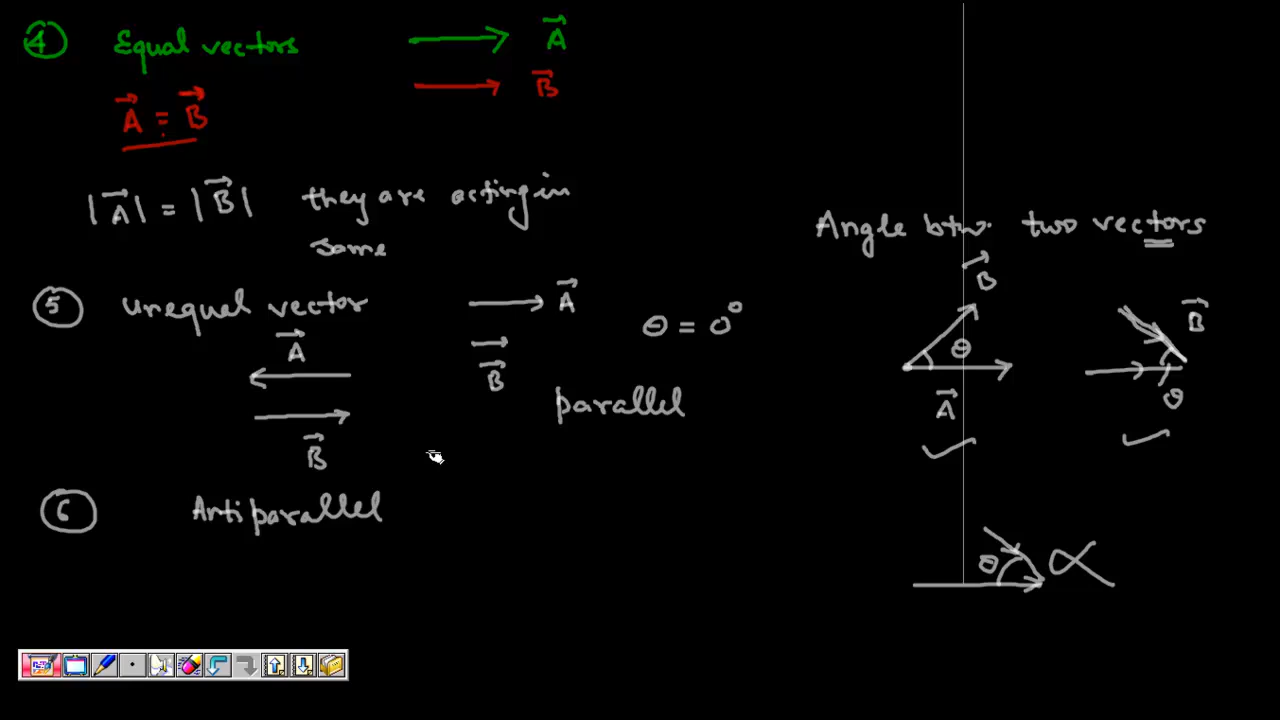 ④ Equal vectors A⃗
B⃗
A⃗ = B⃗
|A⃗| = |B⃗| they are acting in
same
⑤ unequal vector A⃗
θ = 0°
A⃗
B⃗
parallel
B⃗
⑥ Antiparallel
Angle btw. two vectors
B⃗
B⃗
θ
A⃗
θ
θ